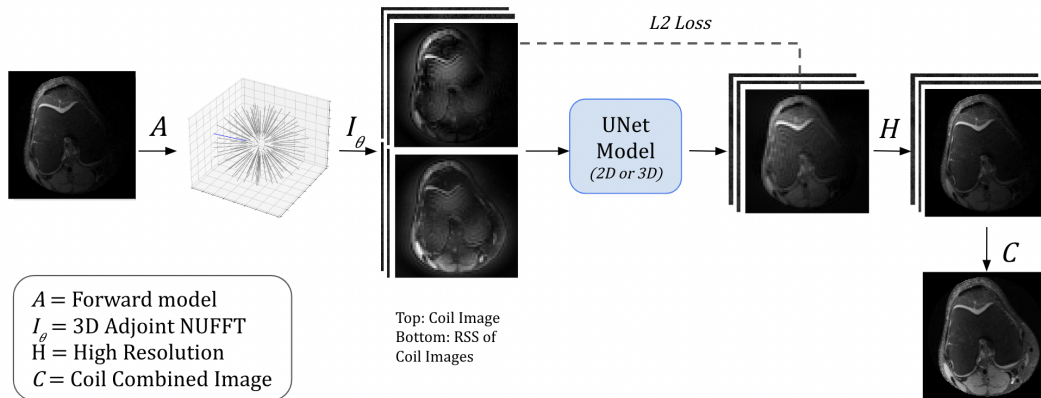 L2 Loss
A
I_θ
UNet
Model
(2D or 3D)
H
C
A = Forward model
I_θ = 3D Adjoint NUFFT
H = High Resolution
C = Coil Combined Image
Top: Coil Image
Bottom: RSS of
Coil Images